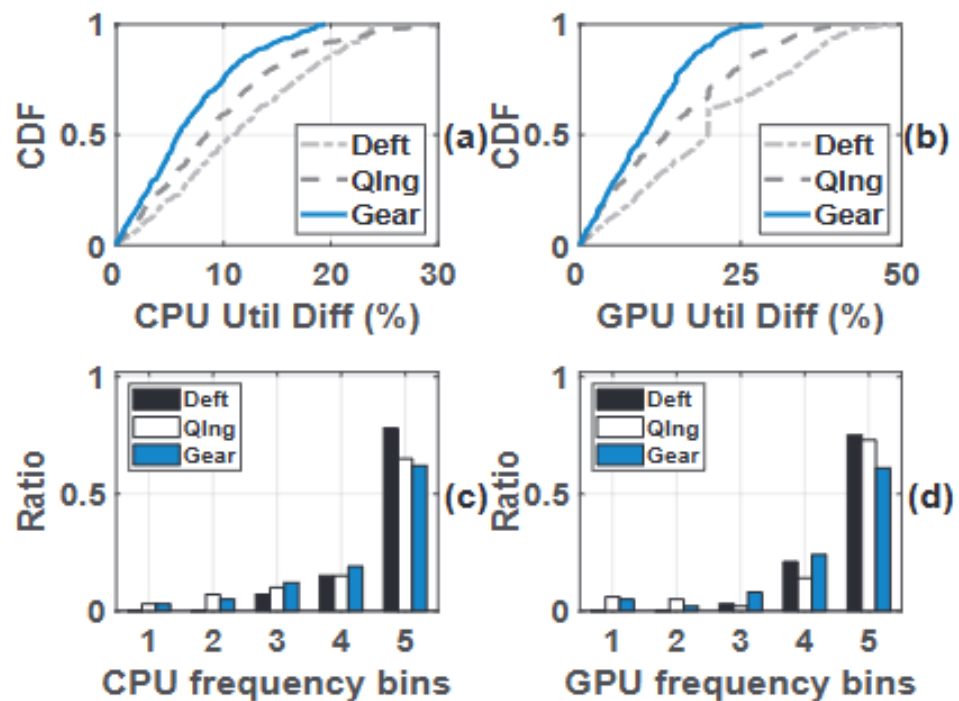 1
0.5
0
CDF
Deft
QIng
Gear
(a)
0 10 20 30
CPU Util Diff (%)
1
0.5
0
CDF
Deft
QIng
Gear
(b)
0 25 50
GPU Util Diff (%)
1
0.5
0
Ratio
Deft
QIng
Gear
(c)
1 2 3 4 5
CPU frequency bins
1
0.5
0
Ratio
Deft
QIng
Gear
(d)
1 2 3 4 5
GPU frequency bins